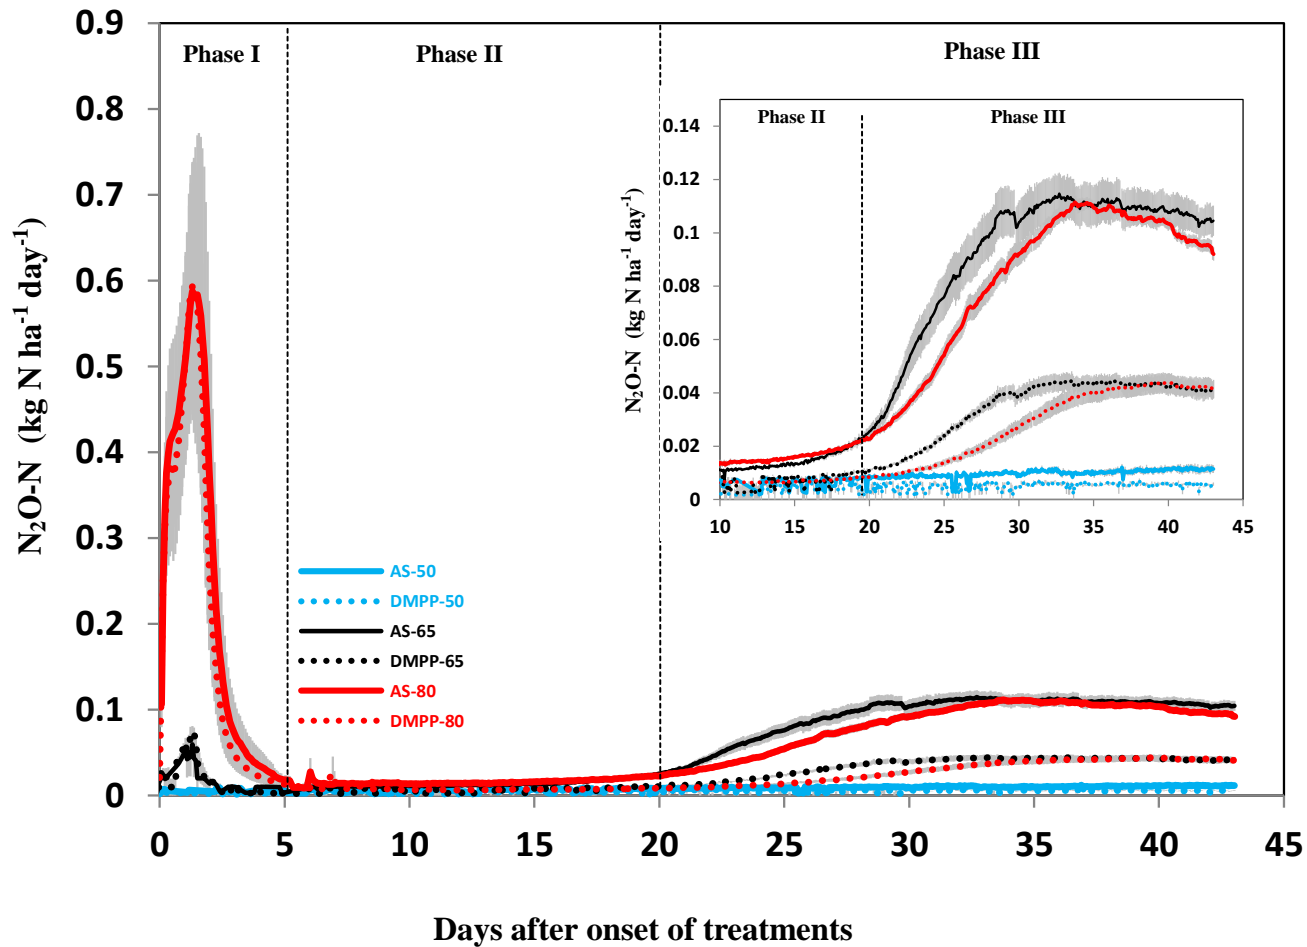 0.9
0.8
0.7
0.6
0.5
0.4
0.3
0.2
0.1
0
N₂O-N (kg N ha⁻¹ day⁻¹)
Phase I
Phase II
Phase III
AS-50
DMPP-50
AS-65
DMPP-65
AS-80
DMPP-80
Phase II
Phase III
0.14
0.12
0.1
0.08
0.06
0.04
0.02
0
N₂O-N (kg N ha⁻¹ day⁻¹)
10 15 20 25 30 35 40 45
0 5 10 15 20 25 30 35 40 45
Days after onset of treatments